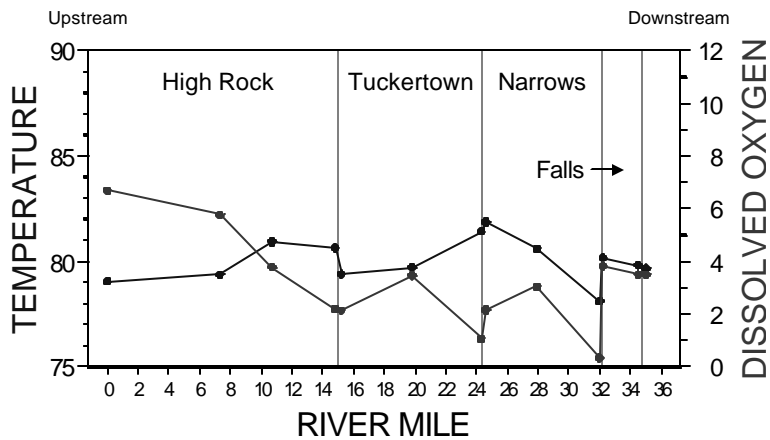 Upstream
Downstream
90
12
High Rock
Tuckertown
Narrows
10
85
8
Falls
6
80
4
2
75
0
0 2 4 6 8 10 12 14 16 18 20 22 24 26 28 30 32 34 36
TEMPERATURE
DISSOLVED OXYGEN
RIVER MILE